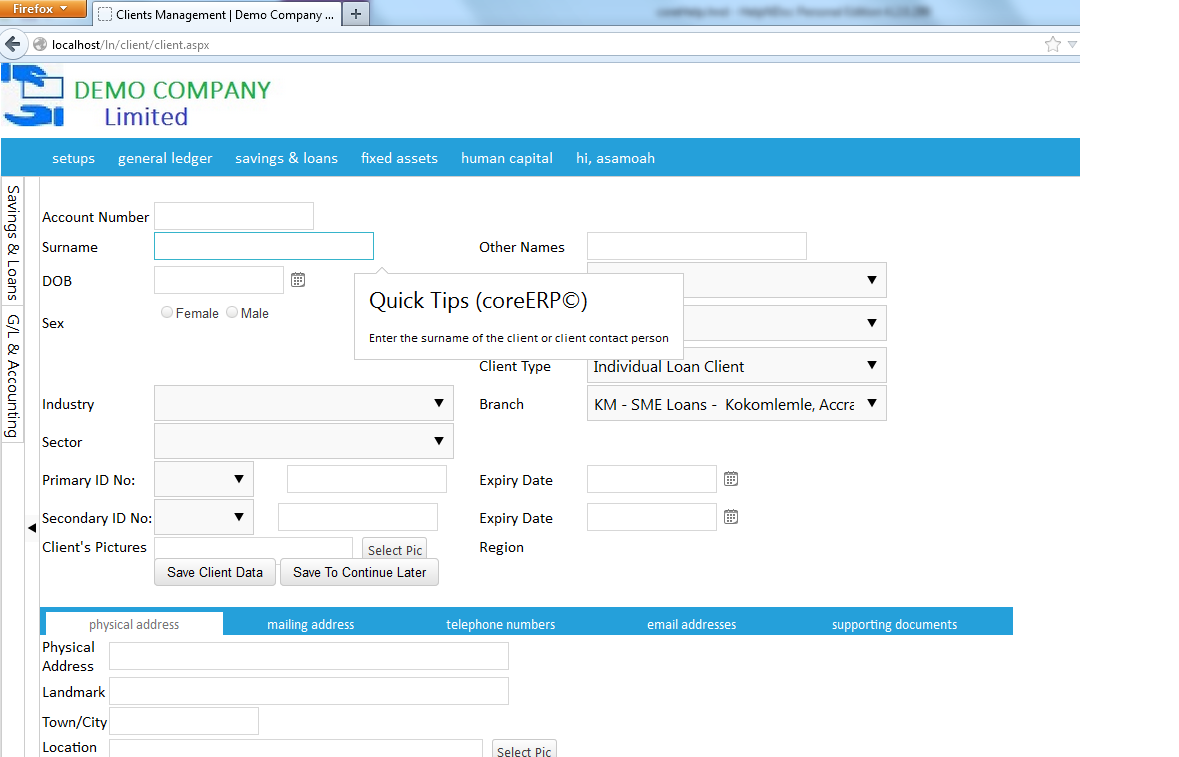 Firefox
Clients Management | Demo Company ...
localhost/ln/client/client.aspx
DEMO COMPANY
Limited
setups general ledger savings & loans fixed assets human capital hi, asamoah
Savings & Loans
G/L & Accounting
Account Number
Surname Other Names
DOB
Sex Female Male
Quick Tips (coreERP©)
Enter the surname of the client or client contact person
Client Type Individual Loan Client
Industry Branch KM - SME Loans - Kokomlemle, Accra
Sector
Primary ID No: Expiry Date
Secondary ID No: Expiry Date
Client's Pictures Select Pic Region
Save Client Data Save To Continue Later
physical address mailing address telephone numbers email addresses supporting documents
Physical
Address
Landmark
Town/City
Location Select Pic